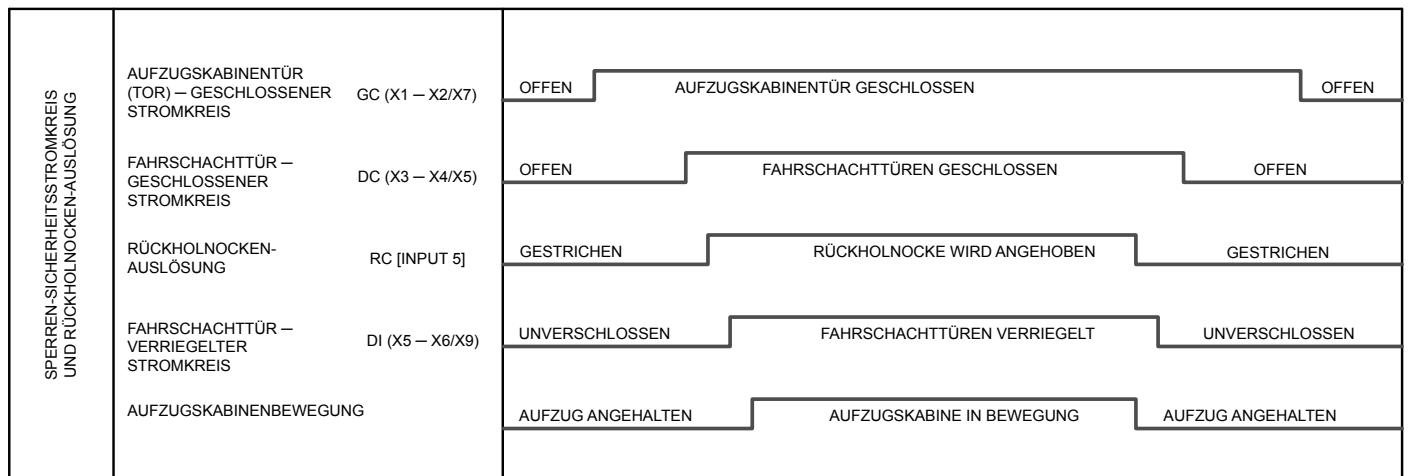 SPERREN-SICHERHEITSSTROMKREIS
UND RÜCKHOLNOCKEN-AUSLÖSUNG
AUFZUGSKABINENTÜR
(TOR) — GESCHLOSSENER
STROMKREIS
GC (X1 — X2/X7)
OFFEN
AUFZUGSKABINENTÜR GESCHLOSSEN
OFFEN
FAHRSCHACHTTÜR —
GESCHLOSSENER
STROMKREIS
DC (X3 — X4/X5)
OFFEN
FAHRSCHACHTTÜREN GESCHLOSSEN
OFFEN
RÜCKHOLNOCKEN-
AUSLÖSUNG
RC [INPUT 5]
GESTRICHEN
RÜCKHOLNOCKE WIRD ANGEHOBEN
GESTRICHEN
FAHRSCHACHTTÜR —
VERRIEGELTER
STROMKREIS
DI (X5 — X6/X9)
UNVERSCHLOSSEN
FAHRSCHACHTTÜREN VERRIEGELT
UNVERSCHLOSSEN
AUFZUGSKABINENBEWEGUNG
AUFZUG ANGEHALTEN
AUFZUGSKABINE IN BEWEGUNG
AUFZUG ANGEHALTEN